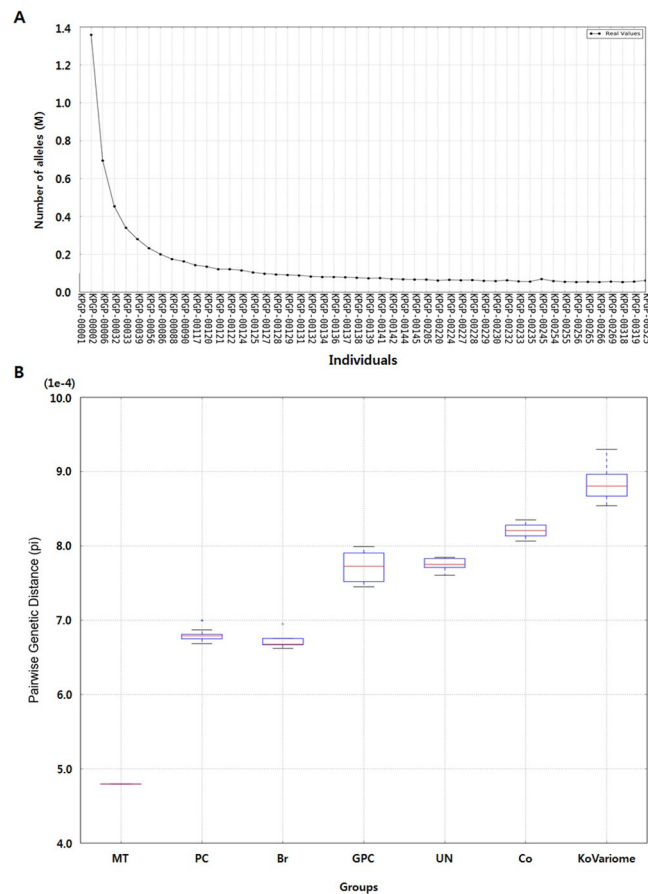 A
Number of alleles (M)
1.4
1.2
1.0
0.8
0.6
0.4
0.2
0.0
Real Values
KPGP-00001
KPGP-00002
KPGP-00006
KPGP-00032
KPGP-00033
KPGP-00039
KPGP-00056
KPGP-00086
KPGP-00088
KPGP-00090
KPGP-00117
KPGP-00120
KPGP-00121
KPGP-00122
KPGP-00124
KPGP-00125
KPGP-00127
KPGP-00128
KPGP-00129
KPGP-00131
KPGP-00132
KPGP-00134
KPGP-00136
KPGP-00137
KPGP-00138
KPGP-00139
KPGP-00141
KPGP-00142
KPGP-00144
KPGP-00145
KPGP-00205
KPGP-00220
KPGP-00224
KPGP-00227
KPGP-00228
KPGP-00229
KPGP-00230
KPGP-00232
KPGP-00233
KPGP-00235
KPGP-00245
KPGP-00254
KPGP-00255
KPGP-00256
KPGP-00265
KPGP-00266
KPGP-00269
KPGP-00318
KPGP-00319
Individuals
B
(1e-4)
Pairwise Genetic Distance (pi)
10.0
9.0
8.0
7.0
6.0
5.0
4.0
MT PC Br GPC UN Co KoVariome
Groups